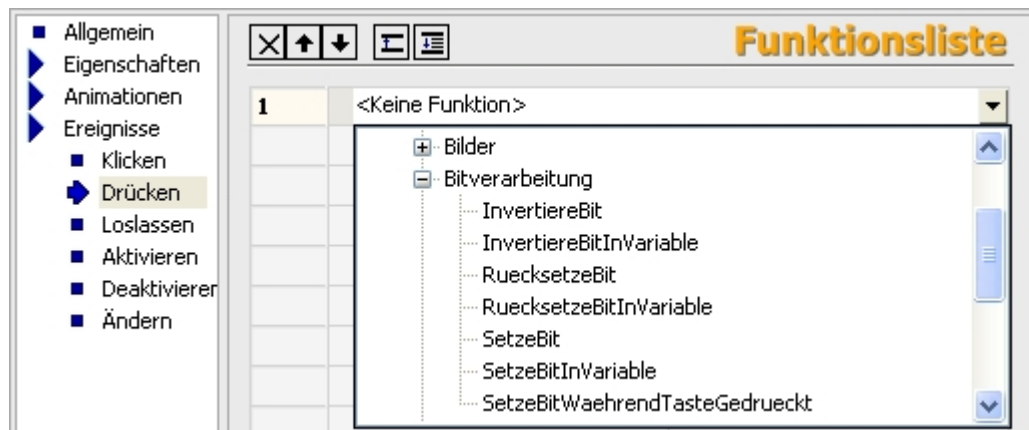 Allgemein
Eigenschaften
Animationen
Ereignisse
Klicken
Drücken
Loslassen
Aktivieren
Deaktivieren
Ändern
Funktionsliste
1 <Keine Funktion>
Bilder
Bitverarbeitung
InvertiereBit
InvertiereBitInVariable
RuecksetzeBit
RuecksetzeBitInVariable
SetzeBit
SetzeBitInVariable
SetzeBitWaehrendTasteGedrueckt